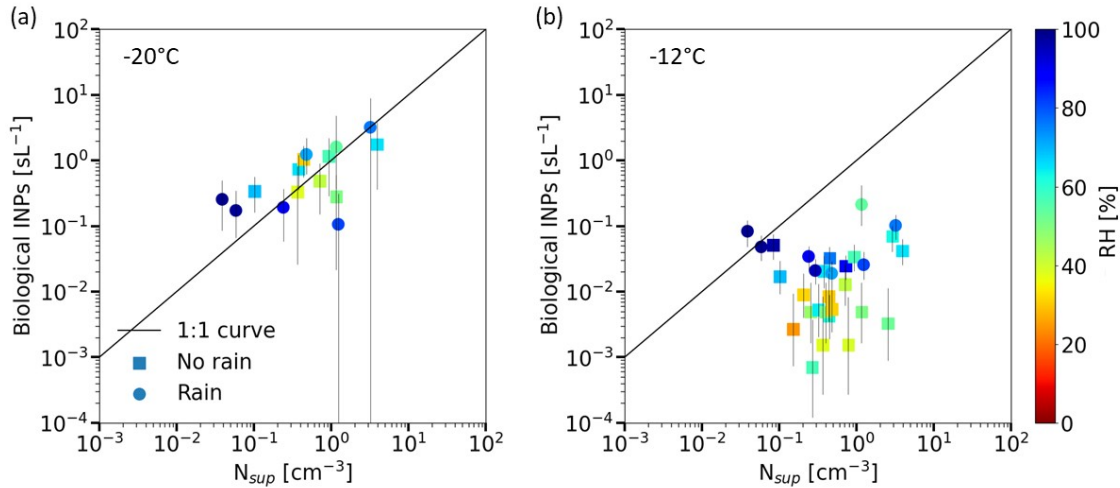 (a)
-20°C
10²
10¹
10⁰
10⁻¹
10⁻²
10⁻³
10⁻⁴
Biological INPs [sL⁻¹]
1:1 curve
No rain
Rain
10⁻³
10⁻²
10⁻¹
10⁰
10¹
10²
Nsup [cm⁻³]
(b)
-12°C
10²
10¹
10⁰
10⁻¹
10⁻²
10⁻³
10⁻⁴
Biological INPs [sL⁻¹]
10⁻³
10⁻²
10⁻¹
10⁰
10¹
10²
Nsup [cm⁻³]
100
80
60
40
20
0
RH [%]